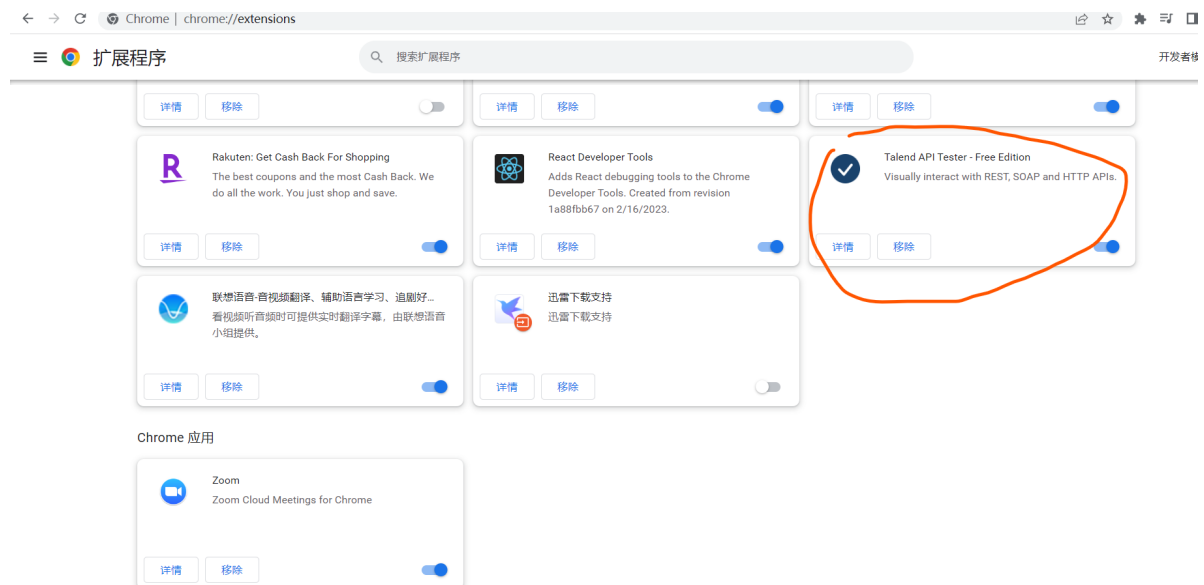 Chrome | chrome://extensions
扩展程序
搜索扩展程序
开发者模
详情 移除
详情 移除
详情 移除
Rakuten: Get Cash Back For Shopping
The best coupons and the most Cash Back. We
do all the work. You just shop and save.
详情 移除
React Developer Tools
Adds React debugging tools to the Chrome
Developer Tools. Created from revision
1a88fbb67 on 2/16/2023.
详情 移除
Talend API Tester - Free Edition
Visually interact with REST, SOAP and HTTP APIs.
详情 移除
联想语音-音视频翻译、辅助语言学习、追剧好...
看视频听音频时可提供实时翻译字幕，由联想语音
小组提供。
详情 移除
迅雷下载支持
迅雷下载支持
详情 移除
Chrome 应用
Zoom
Zoom Cloud Meetings for Chrome
详情 移除